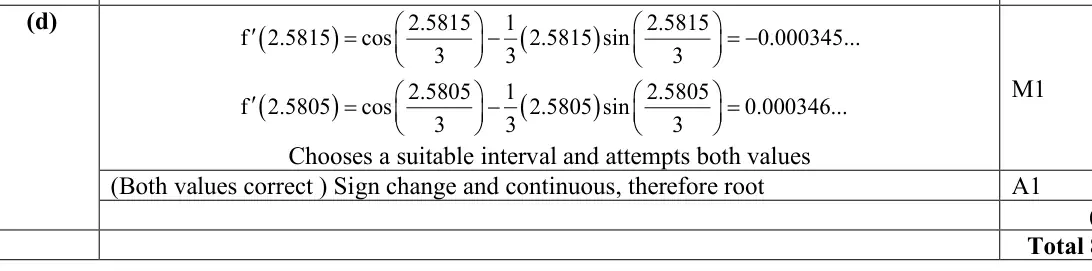 (d)
f′(2.5815) = cos(2.5815/3) − 1/3(2.5815)sin(2.5815/3) = −0.000345...
f′(2.5805) = cos(2.5805/3) − 1/3(2.5805)sin(2.5805/3) = 0.000346...
M1
Chooses a suitable interval and attempts both values
(Both values correct ) Sign change and continuous, therefore root A1
(
Total